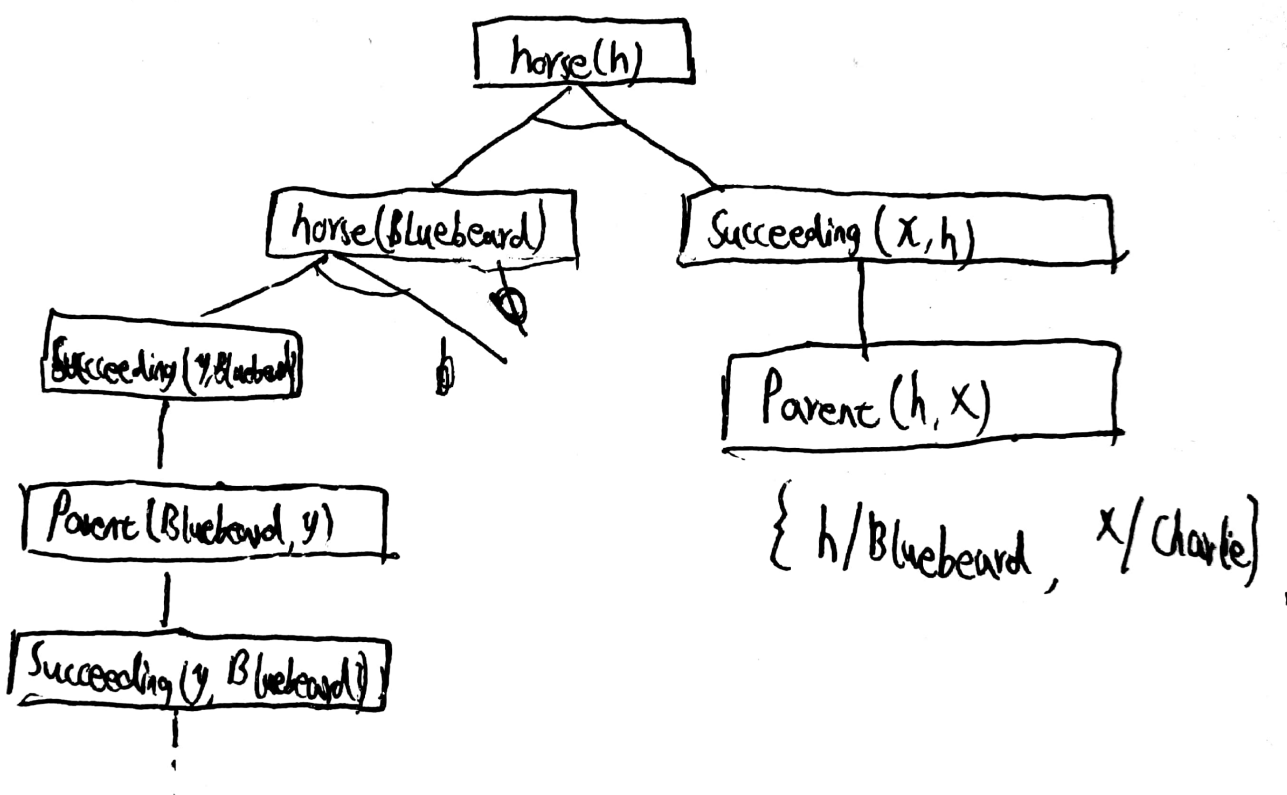 horse(h)
horse(Bluebeard)
Succeeding (x, h)
Succeeding (y, Bluebeard)
Parent (h, x)
Parent (Bluebeard, y)
{ h/Bluebeard, x/Charlie}
Succeeding (y, Bluebeard)